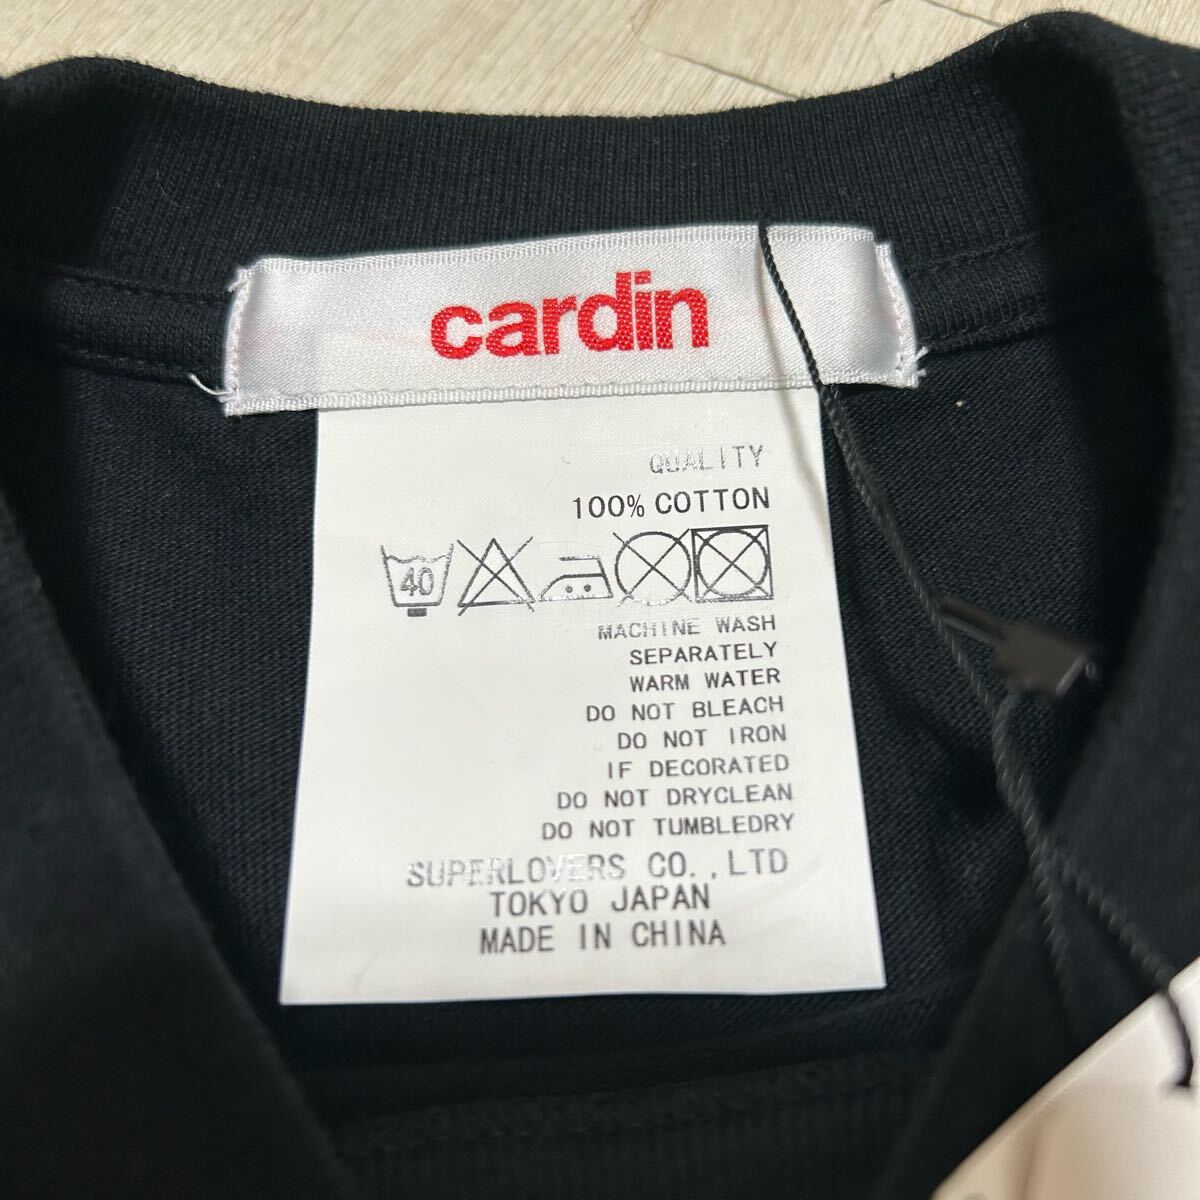 cardin
QUALITY
100% COTTON
40
MACHINE WASH
SEPARATELY
WARM WATER
DO NOT BLEACH
DO NOT IRON
IF DECORATED
DO NOT DRYCLEAN
DO NOT TUMBLEDRY
SUPERLOVERS CO.,LTD
TOKYO JAPAN
MADE IN CHINA